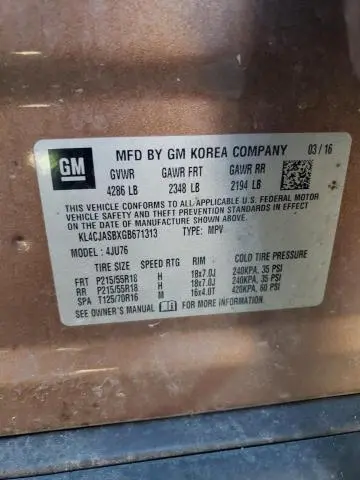 GM
MFD BY GM KOREA COMPANY 03/16
GVWR GAWR FRT GAWR RR
4286 LB 2348 LB 2194 LB
THIS VEHICLE CONFORMS TO ALL APPLICABLE U.S. FEDERAL MOTOR
VEHICLE SAFETY AND THEFT PREVENTION STANDARDS IN EFFECT
ON THE DATE OF MANUFACTURE SHOWN ABOVE.
KL4CJASBXGB671313 TYPE: MPV
MODEL : 4JU76
TIRE SIZE SPEED RTG RIM COLD TIRE PRESSURE
FRT P215/55R18 H 18x7.0J 240KPA, 35 PSI
RR P215/55R18 H 18x7.0J 240KPA, 35 PSI
SPA T125/70R16 M 16x4.0T 420KPA, 60 PSI
SEE OWNER'S MANUAL FOR MORE INFORMATION.